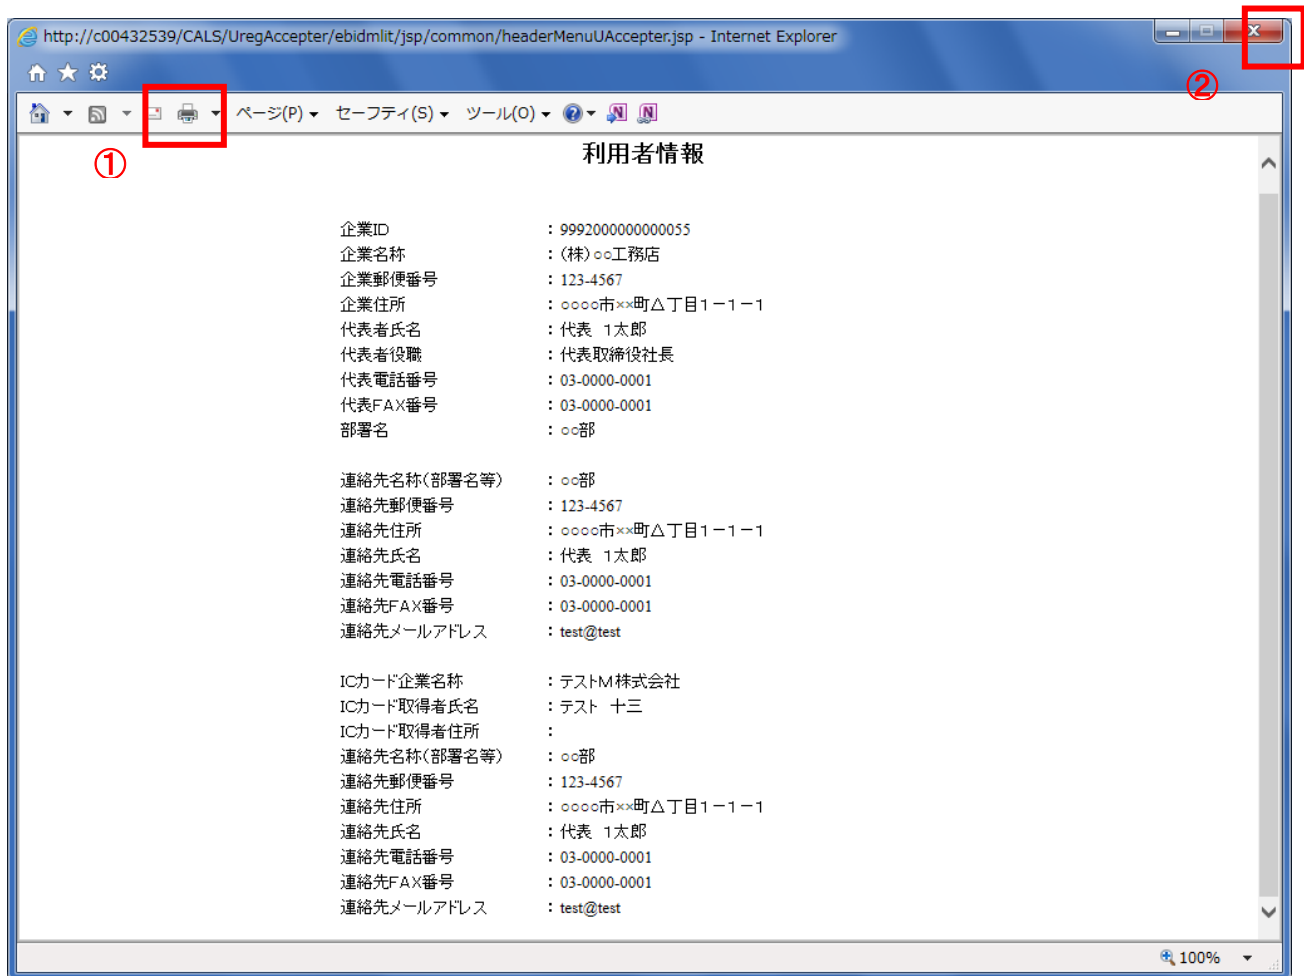 http://c00432539/CALS/UregAccepter/ebidmlit/jsp/common/headerMenuUAccepter.jsp - Internet Explorer
②
ページ(P) セーフティ(S) ツール(O)
①
利用者情報
企業ID : 9992000000000055
企業名称 : (株)○○工務店
企業郵便番号 : 123-4567
企業住所 : ○○○○市××町△丁目1-1-1
代表者氏名 : 代表 1太郎
代表者役職 : 代表取締役社長
代表電話番号 : 03-0000-0001
代表FAX番号 : 03-0000-0001
部署名 : ○○部
連絡先名称(部署名等) : ○○部
連絡先郵便番号 : 123-4567
連絡先住所 : ○○○○市××町△丁目1-1-1
連絡先氏名 : 代表 1太郎
連絡先電話番号 : 03-0000-0001
連絡先FAX番号 : 03-0000-0001
連絡先メールアドレス : test@test
ICカード企業名称 : テストM株式会社
ICカード取得者氏名 : テスト 十三
ICカード取得者住所 :
連絡先名称(部署名等) : ○○部
連絡先郵便番号 : 123-4567
連絡先住所 : ○○○○市××町△丁目1-1-1
連絡先氏名 : 代表 1太郎
連絡先電話番号 : 03-0000-0001
連絡先FAX番号 : 03-0000-0001
連絡先メールアドレス : test@test
100%